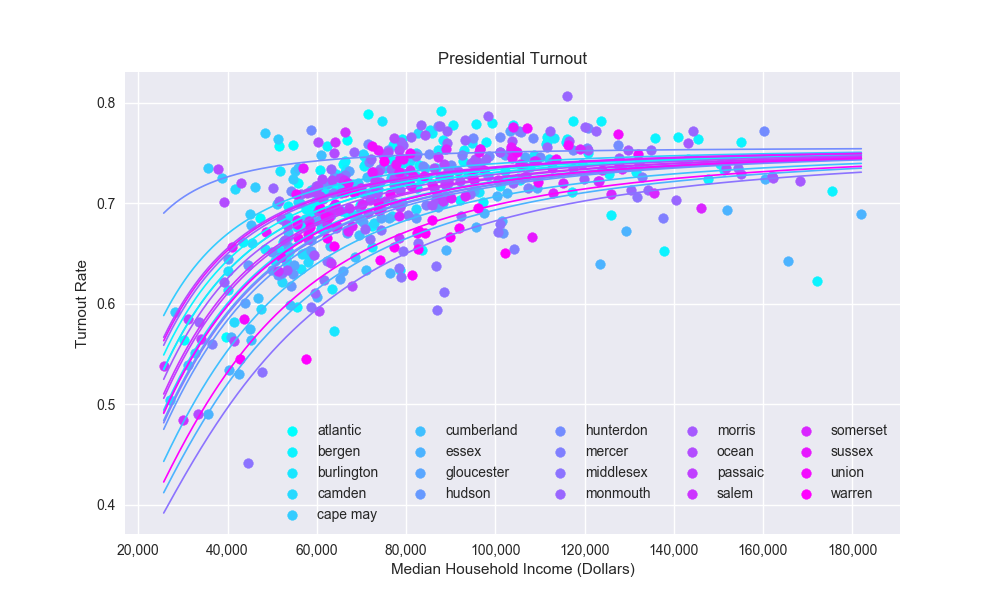 Presidential Turnout
0.8
0.7
0.6
0.5
0.4
Turnout Rate
atlantic
bergen
burlington
camden
cape may
cumberland
essex
gloucester
hudson
hunterdon
mercer
middlesex
monmouth
morris
ocean
passaic
salem
somerset
sussex
union
warren
20,000 40,000 60,000 80,000 100,000 120,000 140,000 160,000 180,000
Median Household Income (Dollars)